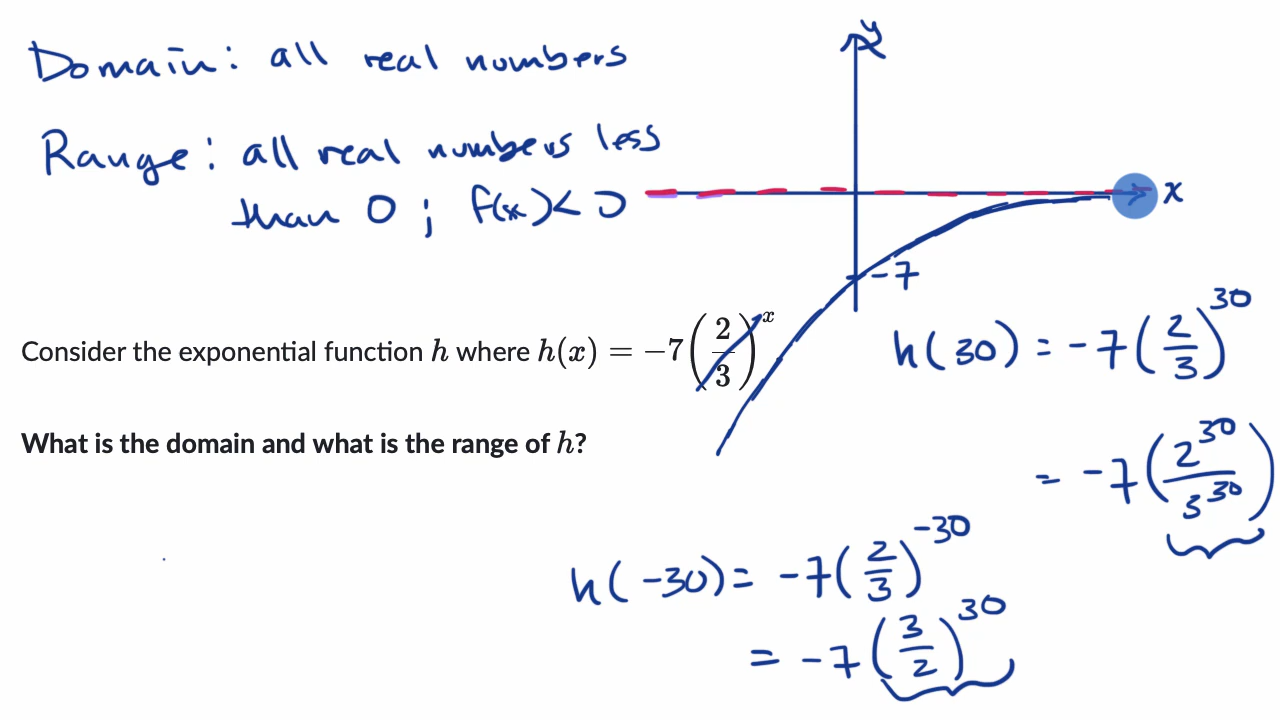 Domain: all real numbers
Range: all real numbers less
than 0 ; f(x) < 0
y
x
-7
Consider the exponential function h where h(x) = −7(2/3)^x
What is the domain and what is the range of h?
h(30) = -7(2/3)^30
= -7(2^30/3^30)
h(-30) = -7(2/3)^-30
= -7(3/2)^30